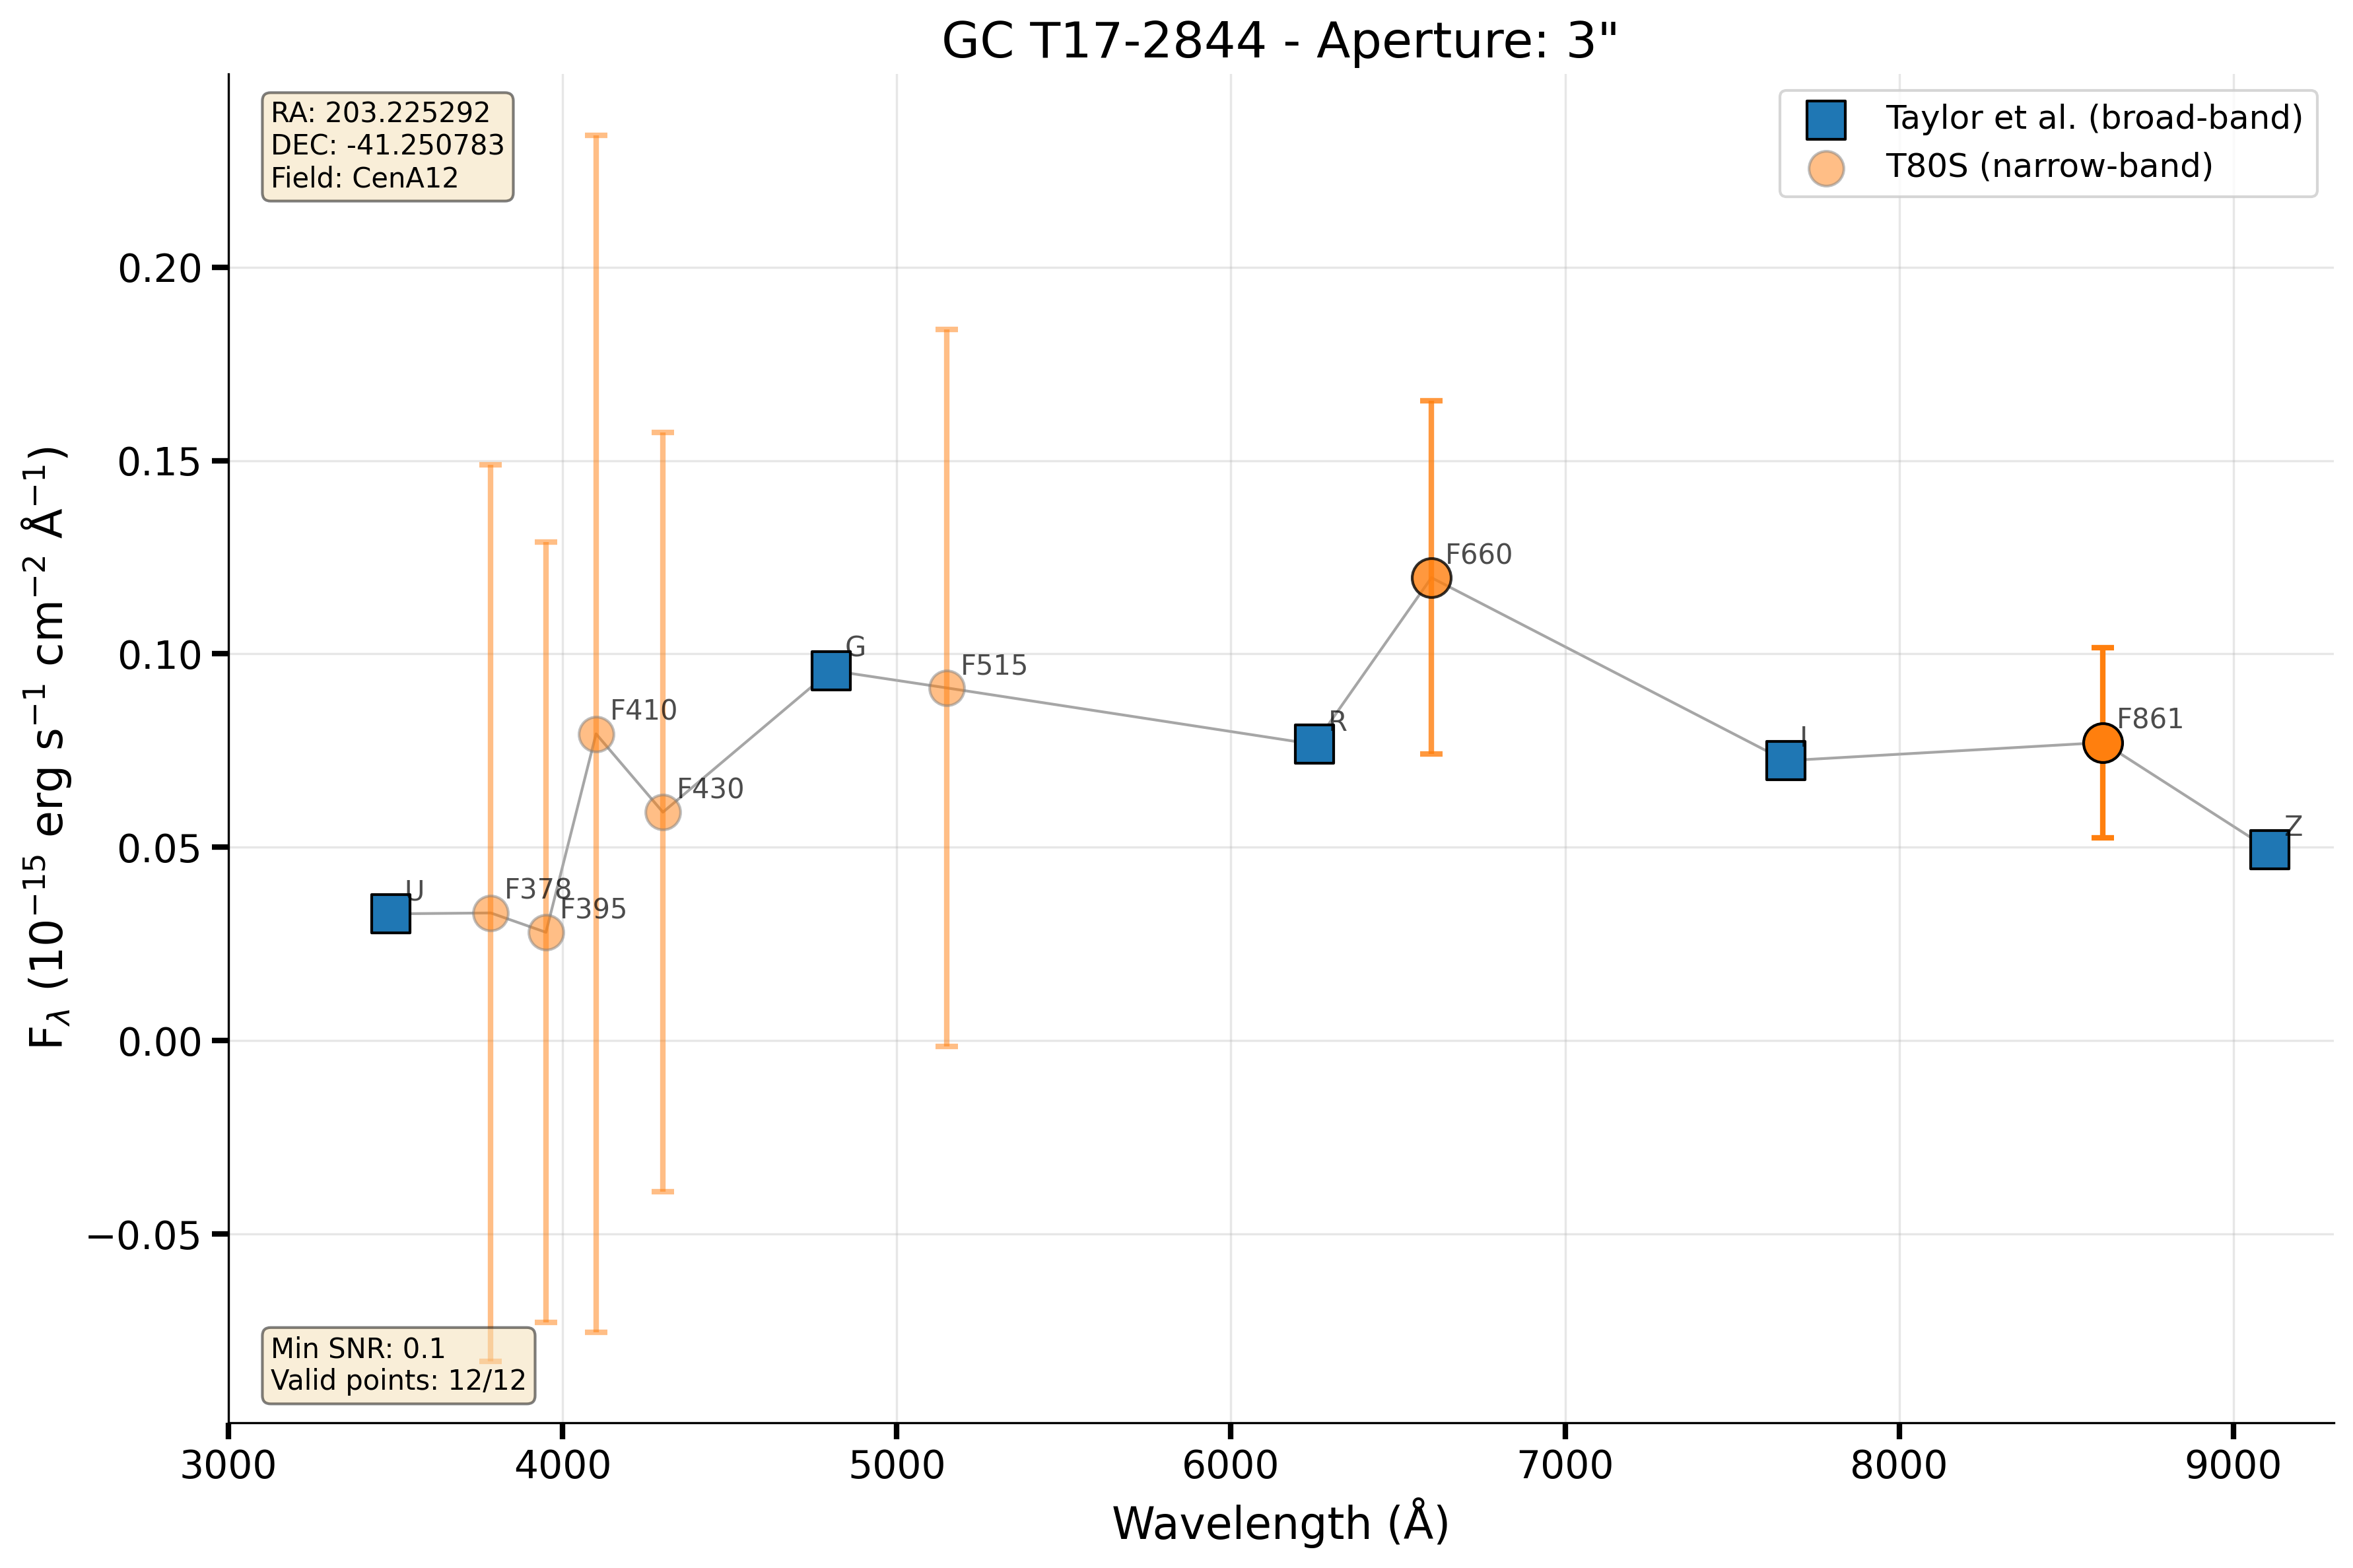 GC T17-2844 - Aperture: 3"
RA: 203.225292
DEC: -41.250783
Field: CenA12
Taylor et al. (broad-band)
T80S (narrow-band)
0.20
0.15
0.10
0.05
0.00
−0.05
F_λ (10⁻¹⁵ erg s⁻¹ cm⁻² Å⁻¹)
U
F378
F395
F410
F430
G
F515
R
F660
I
F861
Z
Min SNR: 0.1
Valid points: 12/12
3000 4000 5000 6000 7000 8000 9000
Wavelength (Å)